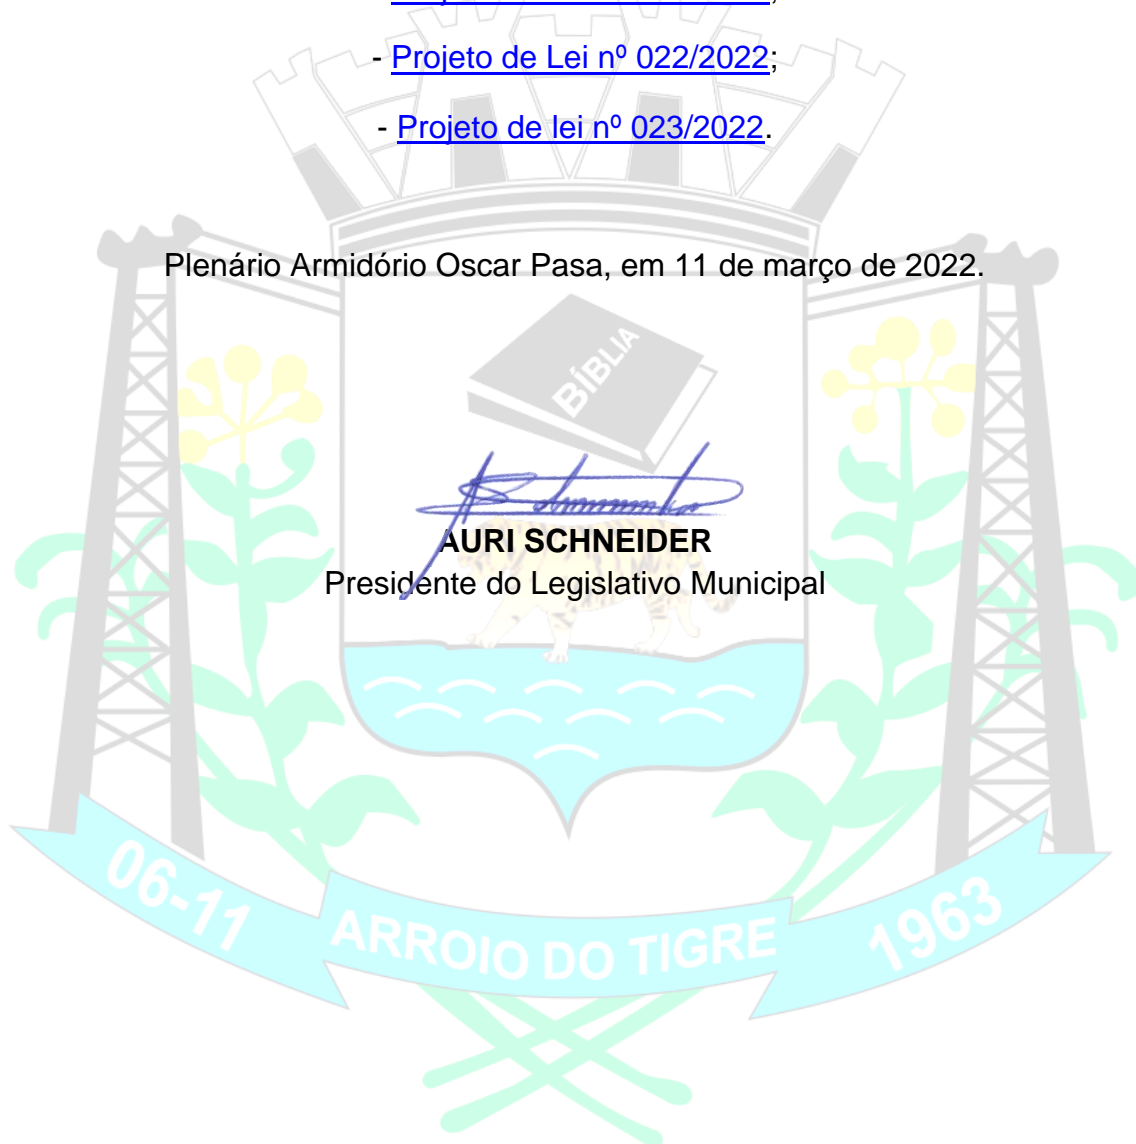 - Projeto de Lei nº 022/2022;
- Projeto de lei nº 023/2022.
Plenário Armidório Oscar Pasa, em 11 de março de 2022.
BÍBLIA
AURI SCHNEIDER
Presidente do Legislativo Municipal
06-11
ARROIO DO TIGRE
1963